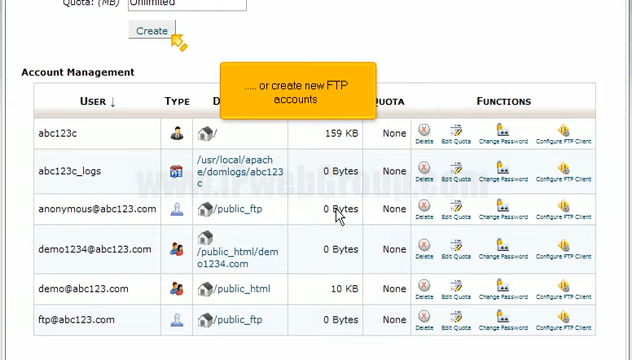 Quota: (MB) Unlimited
Create
..... or create new FTP
accounts
Account Management
USER ↓ TYPE D QUOTA FUNCTIONS
abc123c / 159 KB None Delete Edit Quota Change Password Configure FTP Client
abc123c_logs /usr/local/apach
e/domlogs/abc123
c 0 Bytes None Delete Edit Quota Change Password Configure FTP Client
anonymous@abc123.com /public_ftp 0 Bytes None Delete Edit Quota Change Password Configure FTP Client
demo1234@abc123.com /public_html/dem
o1234.com 0 Bytes None Delete Edit Quota Change Password Configure FTP Client
demo@abc123.com /public_html 10 KB None Delete Edit Quota Change Password Configure FTP Client
ftp@abc123.com /public_ftp 0 Bytes None Delete Edit Quota Change Password Configure FTP Client